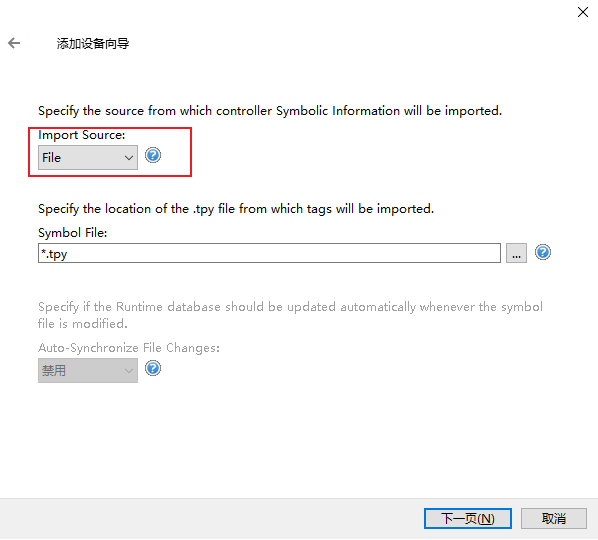 添加设备向导
Specify the source from which controller Symbolic Information will be imported.
Import Source:
File
Specify the location of the .tpy file from which tags will be imported.
Symbol File:
*.tpy
...
Specify if the Runtime database should be updated automatically whenever the symbol
file is modified.
Auto-Synchronize File Changes:
禁用
下一页(N)
取消